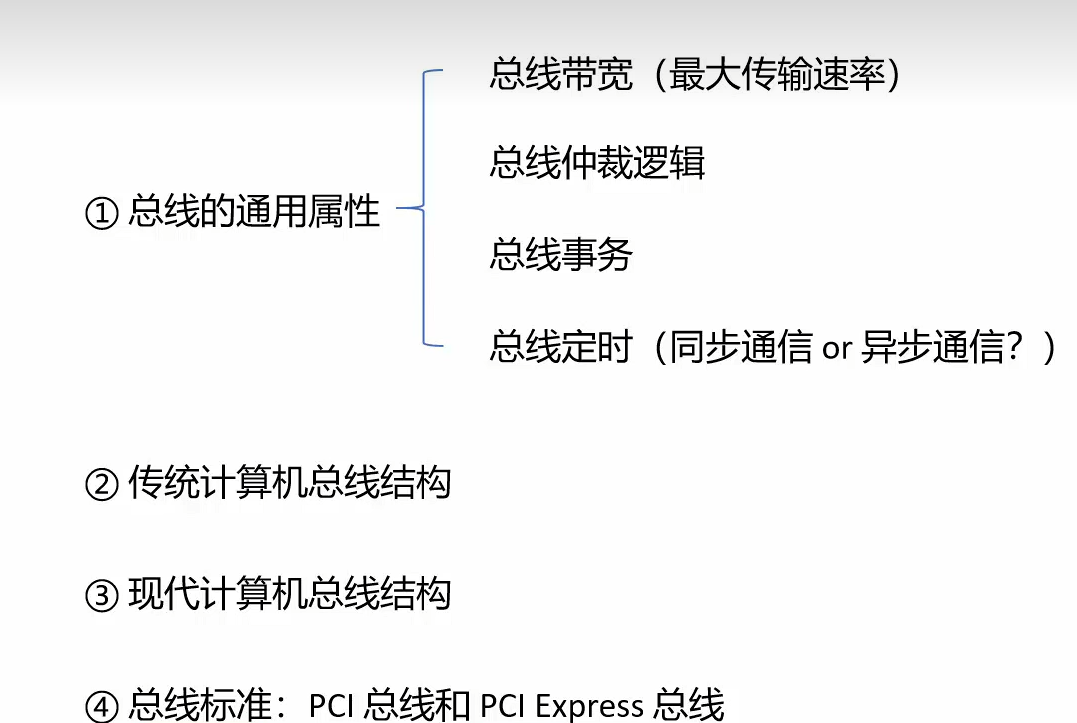 总线带宽（最大传输速率）
总线仲裁逻辑
① 总线的通用属性
总线事务
总线定时（同步通信 or 异步通信？）
② 传统计算机总线结构
③ 现代计算机总线结构
④ 总线标准：PCI 总线和 PCI Express 总线